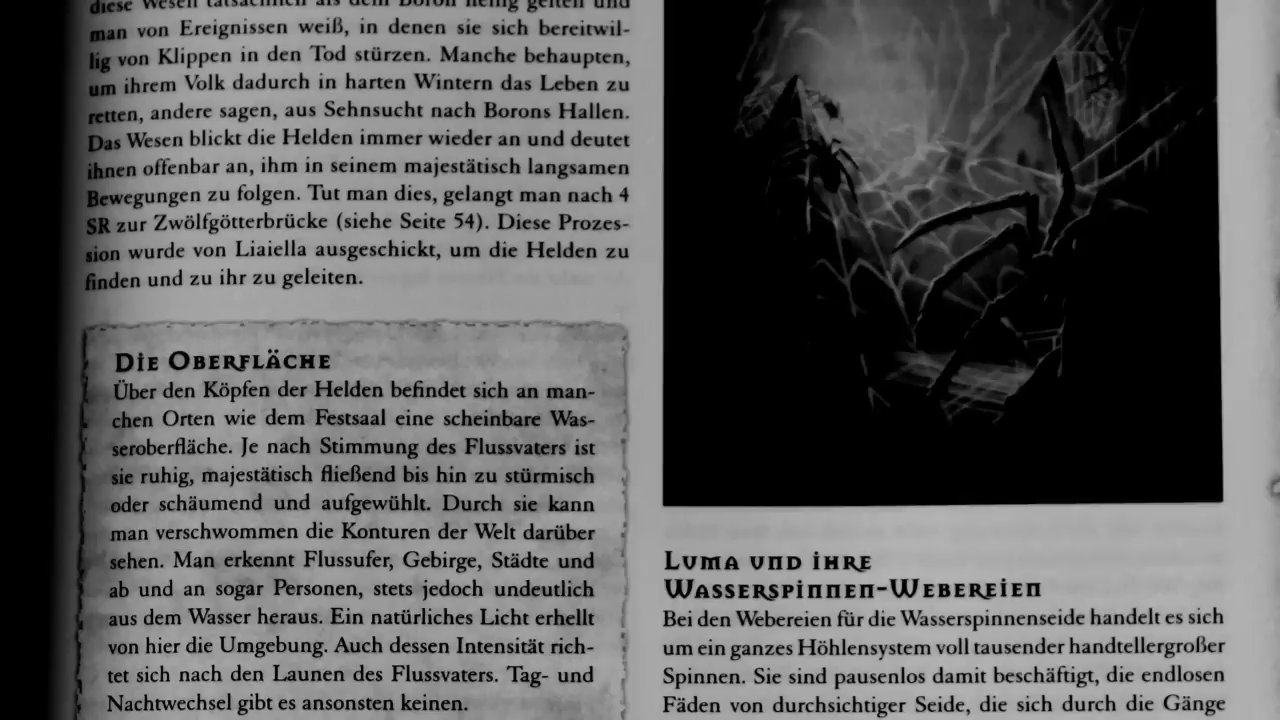 diese Wesen tatsächlich als dem Boron heilig gelten und
man von Ereignissen weiß, in denen sie sich bereitwil-
lig von Klippen in den Tod stürzen. Manche behaupten,
um ihrem Volk dadurch in harten Wintern das Leben zu
retten, andere sagen, aus Sehnsucht nach Borons Hallen.
Das Wesen blickt die Helden immer wieder an und deutet
ihnen offenbar an, ihm in seinem majestätisch langsamen
Bewegungen zu folgen. Tut man dies, gelangt man nach 4
SR zur Zwölfgötterbrücke (siehe Seite 54). Diese Prozes-
sion wurde von Liaiella ausgeschickt, um die Helden zu
finden und zu ihr zu geleiten.
Die Oberfläche
Über den Köpfen der Helden befindet sich an man-
chen Orten wie dem Festsaal eine scheinbare Was-
seroberfläche. Je nach Stimmung des Flussvaters ist
sie ruhig, majestätisch fließend bis hin zu stürmisch
oder schäumend und aufgewühlt. Durch sie kann
man verschwommen die Konturen der Welt darüber
sehen. Man erkennt Flussufer, Gebirge, Städte und
ab und an sogar Personen, stets jedoch undeutlich
aus dem Wasser heraus. Ein natürliches Licht erhellt
von hier die Umgebung. Auch dessen Intensität rich-
tet sich nach den Launen des Flussvaters. Tag- und
Nachtwechsel gibt es ansonsten keinen.
Luma und ihre
Wasserspinnen-Webereien
Bei den Webereien für die Wasserspinnenseide handelt es sich
um ein ganzes Höhlensystem voll tausender handtellergroßer
Spinnen. Sie sind pausenlos damit beschäftigt, die endlosen
Fäden von durchsichtiger Seide, die sich durch die Gänge